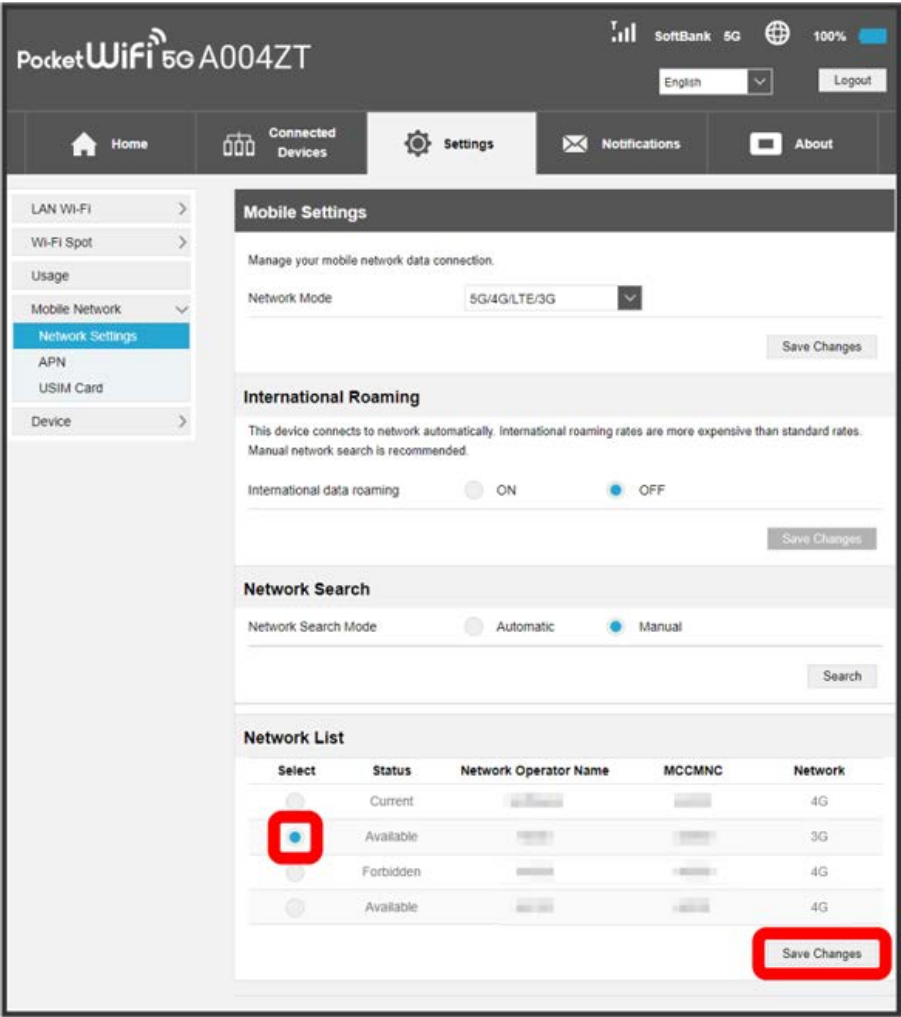 Pocket WiFi 5G A004ZT
SoftBank 5G 100%
English Logout
Home
Connected Devices
Settings
Notifications
About
LAN Wi-Fi
Wi-Fi Spot
Usage
Mobile Network
Network Settings
APN
USIM Card
Device
Mobile Settings
Manage your mobile network data connection.
Network Mode 5G/4G/LTE/3G
Save Changes
International Roaming
This device connects to network automatically. International roaming rates are more expensive than standard rates.
Manual network search is recommended.
International data roaming ON OFF
Save Changes
Network Search
Network Search Mode Automatic Manual
Search
Network List
Select Status Network Operator Name MCCMNC Network
Current 4G
Available 3G
Forbidden 4G
Available 4G
Save Changes